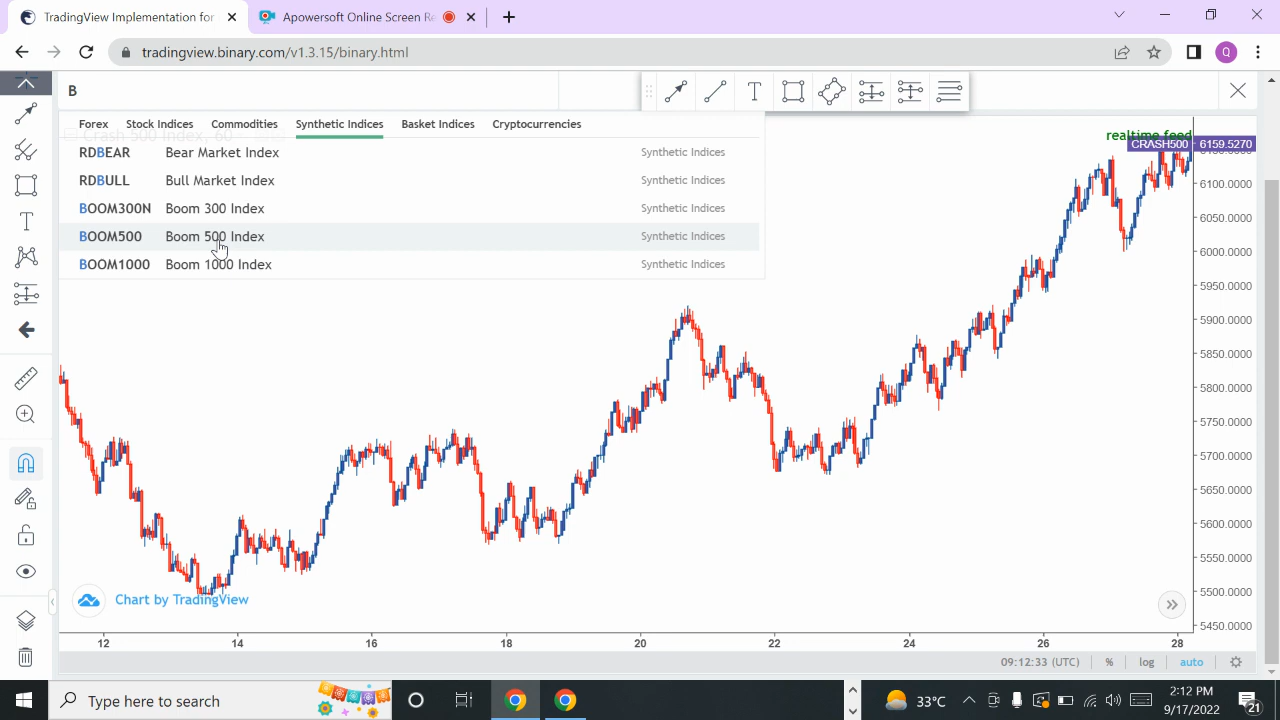 TradingView Implementation for
Apowersoft Online Screen Re
tradingview.binary.com/v1.3.15/binary.html
Q
B
T
Forex Stock Indices Commodities Synthetic Indices Basket Indices Cryptocurrencies
Crash 500 Index, 60
realtime feed
RDBEAR Bear Market Index Synthetic Indices
CRASH500 6159.5270
RDBULL Bull Market Index Synthetic Indices
6100.0000
BOOM300N Boom 300 Index Synthetic Indices
6050.0000
BOOM500 Boom 500 Index Synthetic Indices
6000.0000
BOOM1000 Boom 1000 Index Synthetic Indices
T
5950.0000
5900.0000
5850.0000
5800.0000
5750.0000
5700.0000
5650.0000
5600.0000
5550.0000
5500.0000
5450.0000
Chart by TradingView
12 14 16 18 20 22 24 26 28
09:12:33 (UTC) % log auto
Type here to search
33°C
2:12 PM
9/17/2022
21